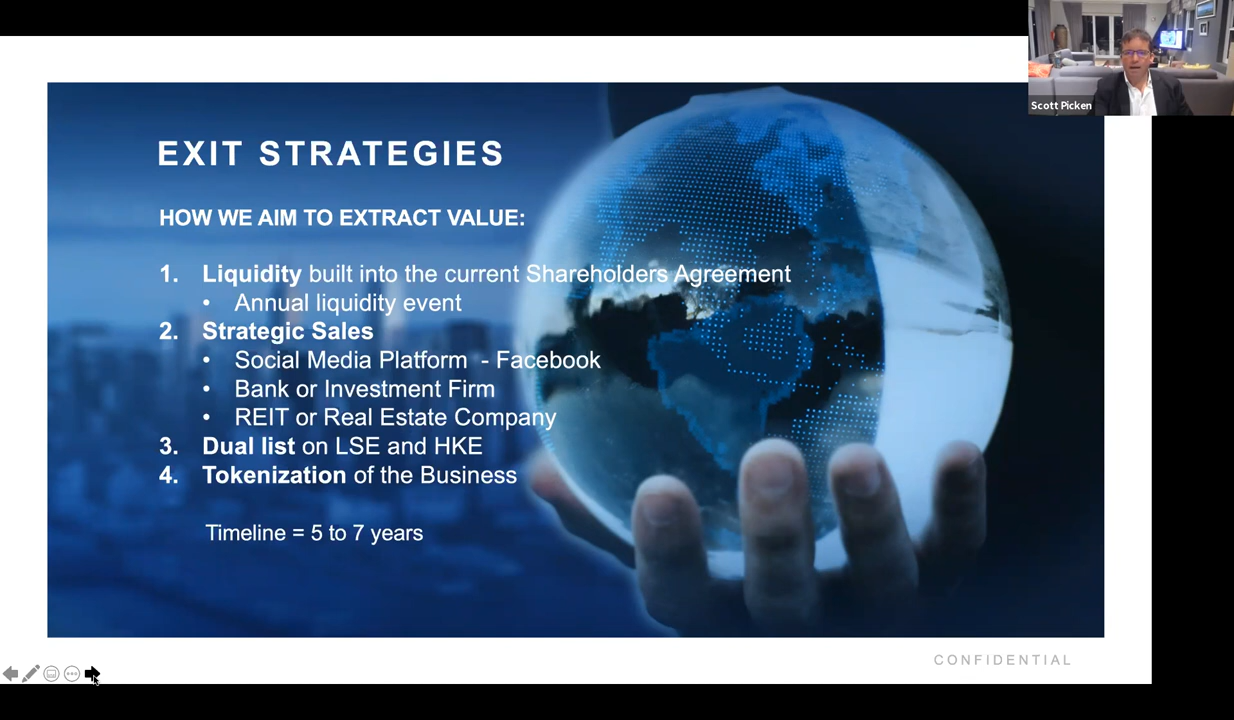 Scott Picken
EXIT STRATEGIES
HOW WE AIM TO EXTRACT VALUE:
1. Liquidity built into the current Shareholders Agreement
• Annual liquidity event
2. Strategic Sales
• Social Media Platform - Facebook
• Bank or Investment Firm
• REIT or Real Estate Company
3. Dual list on LSE and HKE
4. Tokenization of the Business
Timeline = 5 to 7 years
CONFIDENTIAL